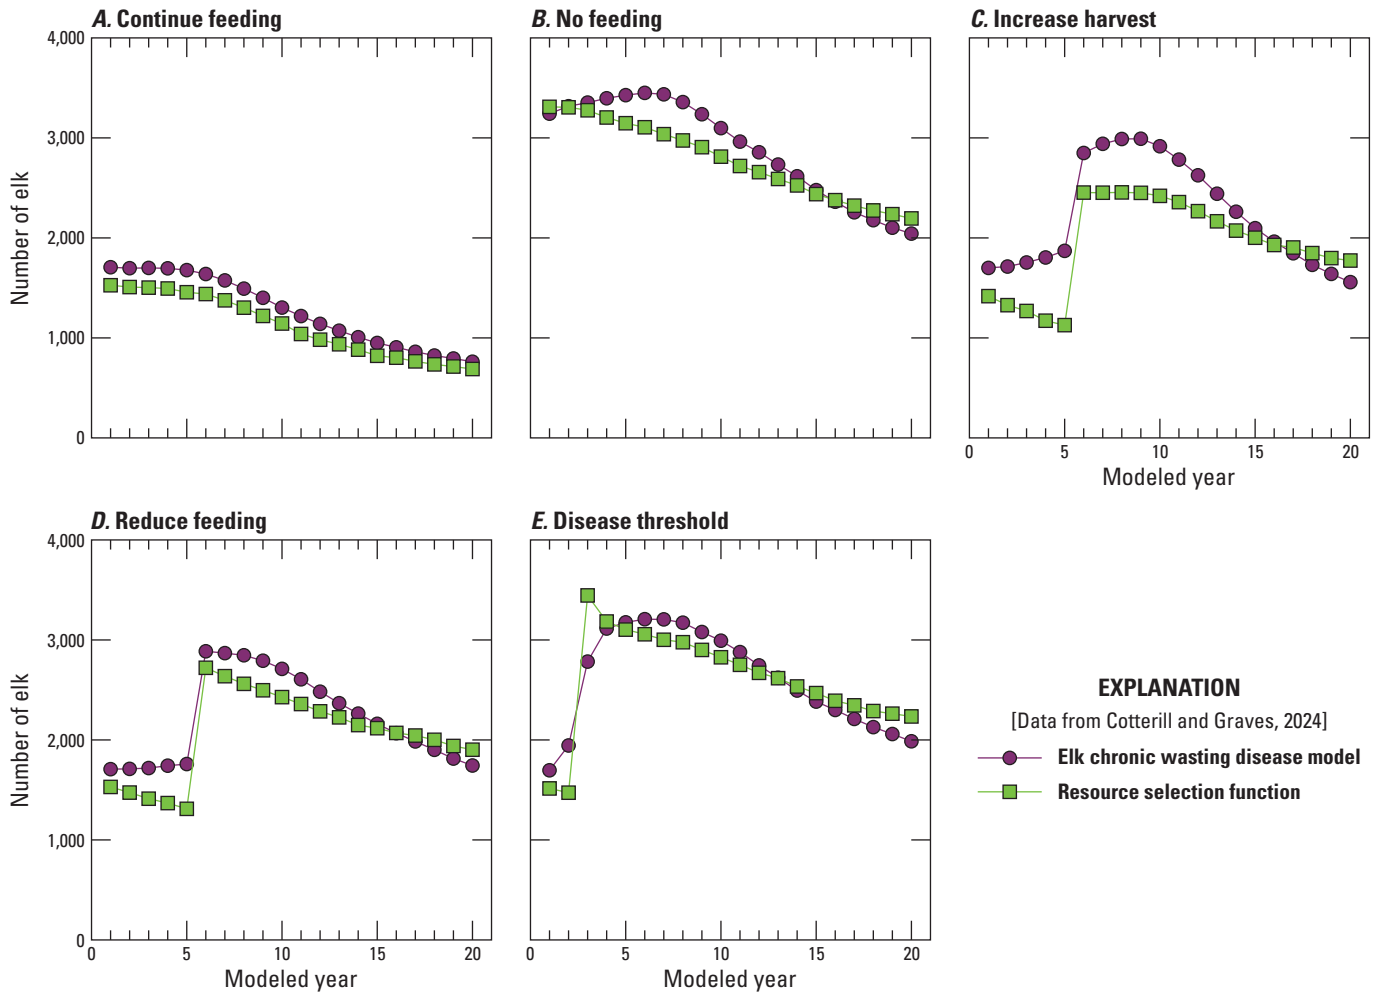 A. Continue feeding
B. No feeding
C. Increase harvest
4,000
3,000
2,000
1,000
0
Number of elk
0 5 10 15 20
Modeled year
D. Reduce feeding
E. Disease threshold
4,000
3,000
2,000
1,000
0
Number of elk
0 5 10 15 20
Modeled year
0 5 10 15 20
Modeled year
EXPLANATION
[Data from Cotterill and Graves, 2024]
Elk chronic wasting disease model
Resource selection function